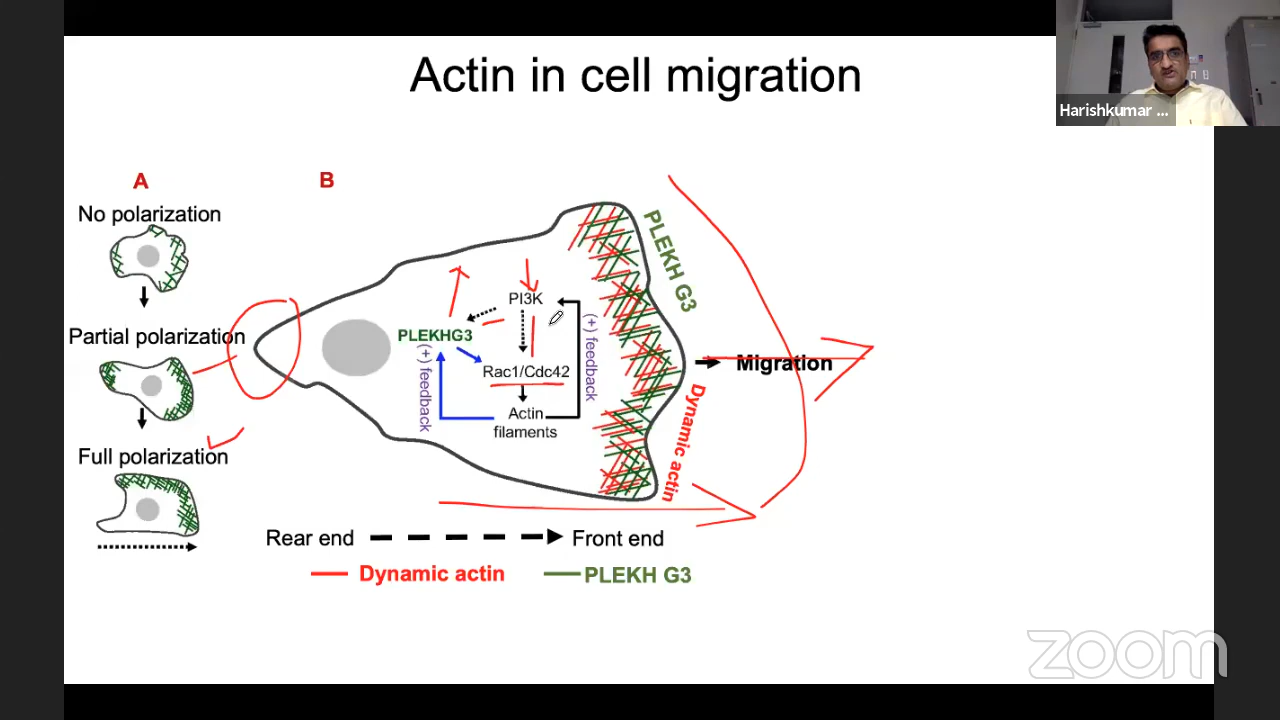 Actin in cell migration
Harishkumar ...
A
B
No polarization
Partial polarization
Full polarization
PLEKH G3
PI3K
PLEKHG3
(+) feedback
(+) feedback
Rac1/Cdc42
Actin
filaments
Migration
Dynamic actin
Rear end
Front end
Dynamic actin
PLEKH G3
zoom